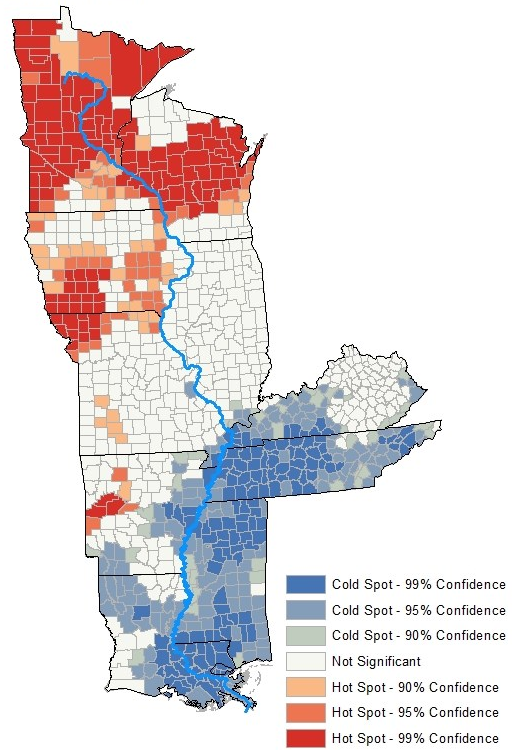 Cold Spot - 99% Confidence
Cold Spot - 95% Confidence
Cold Spot - 90% Confidence
Not Significant
Hot Spot - 90% Confidence
Hot Spot - 95% Confidence
Hot Spot - 99% Confidence